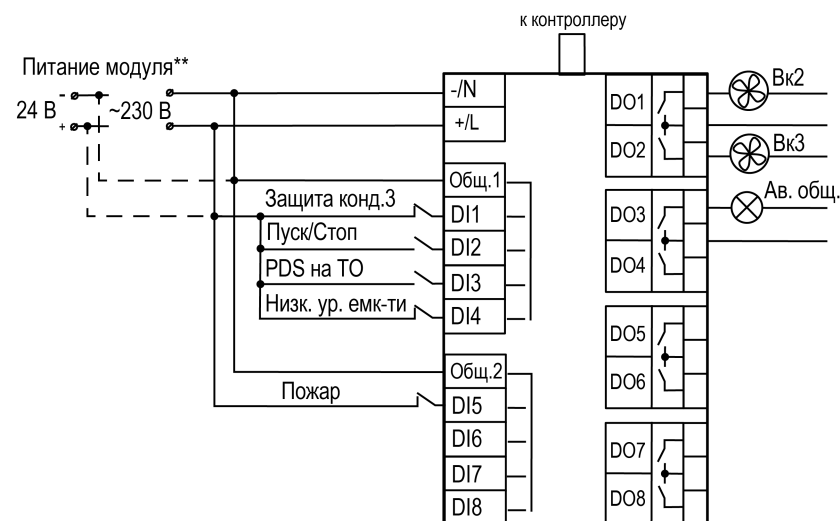 к контроллеру
Питание модуля**
-
24 В
+
~230 В
-/N
+/L
Общ.1
Защита конд.3
DI1
Пуск/Стоп
DI2
PDS на ТО
DI3
Низк. ур. емк-ти
DI4
Общ.2
Пожар
DI5
DI6
DI7
DI8
DO1
Вк2
DO2
Вк3
Ав. общ.
DO3
DO4
DO5
DO6
DO7
DO8